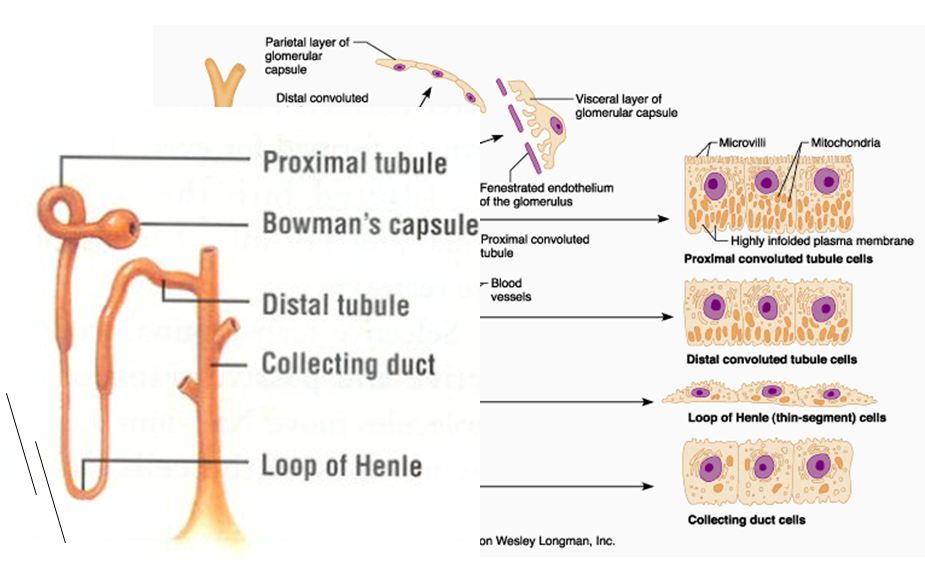 Parietal layer of
glomerular
capsule
Distal convoluted
Visceral layer of
glomerular capsule
Fenestrated endothelium
of the glomerulus
Microvilli
Mitochondria
Highly infolded plasma membrane
Proximal convoluted tubule cells
Proximal convoluted
tubule
Blood
vessels
Distal convoluted tubule cells
Loop of Henle (thin-segment) cells
Collecting duct cells
on Wesley Longman, Inc.
Proximal tubule
Bowman's capsule
Distal tubule
Collecting duct
Loop of Henle